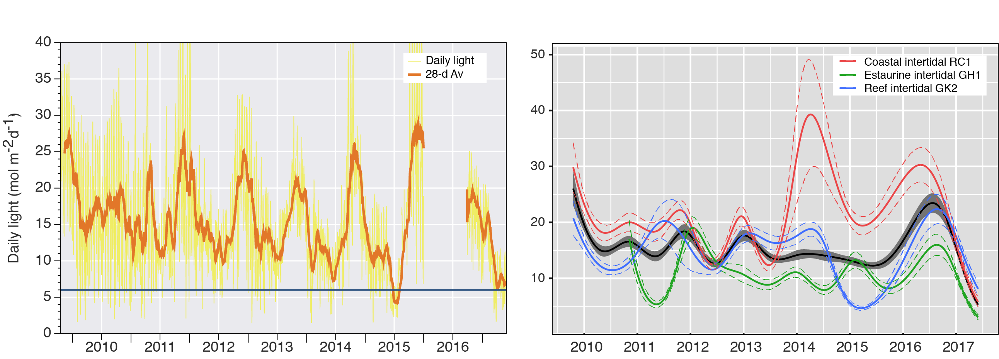 Daily light (mol m-2d-1)
40
35
30
25
20
15
10
5
0
Daily light
28-d Av
2010 2011 2012 2013 2014 2015 2016
50
40
30
20
10
Coastal intertidal RC1
Estaurine intertidal GH1
Reef intertidal GK2
2010 2011 2012 2013 2014 2015 2016 2017